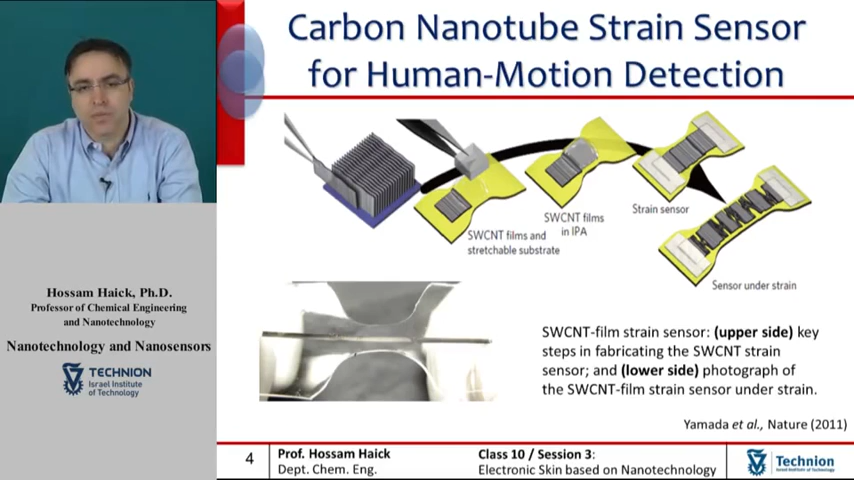 Carbon Nanotube Strain Sensor
for Human-Motion Detection
SWCNT films and
stretchable substrate
SWCNT films
in IPA
Strain sensor
Sensor under strain
Hossam Haick, Ph.D.
Professor of Chemical Engineering
and Nanotechnology
Nanotechnology and Nanosensors
TECHNION
Israel Institute
of Technology
SWCNT-film strain sensor: (upper side) key
steps in fabricating the SWCNT strain
sensor; and (lower side) photograph of
the SWCNT-film strain sensor under strain.
Yamada et al., Nature (2011)
4
Prof. Hossam Haick
Dept. Chem. Eng.
Class 10 / Session 3:
Electronic Skin based on Nanotechnology
Technion
Israel Institute of Technology